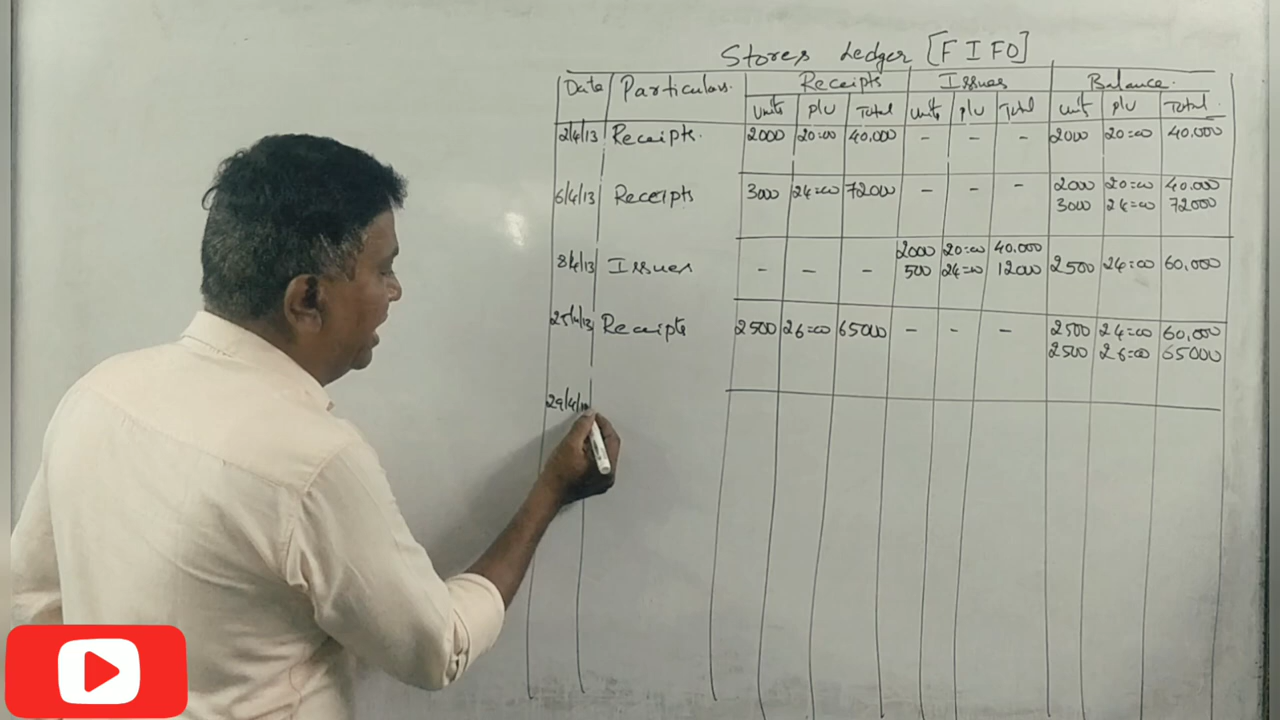 Stores Ledger [FIFO]
Date Particulars Receipts Issues Balance
Units P/U Total Units P/U Total Unit P/U Total
2/4/13 Receipts 2000 20=00 40,000 - - - 2000 20=00 40,000
2000 20=00 40,000
6/4/13 Receipts 3000 24=00 72000 - - - 3000 24=00 72000
2000 20=00 40,000
8/4/13 Issues - - - 500 24=00 12000 2500 24=00 60,000
25/4/13 Receipts 2500 26=00 65000 - - - 2500 24=00 60,000
2500 26=00 65000
29/4/1